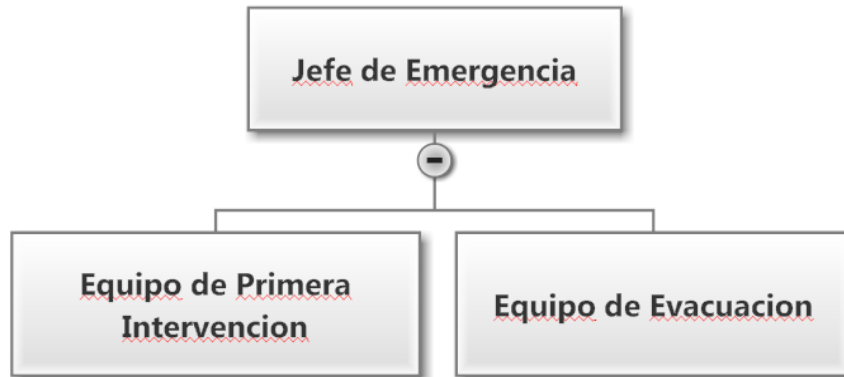 Jefe de Emergencia
Equipo de Primera
Intervencion
Equipo de Evacuacion